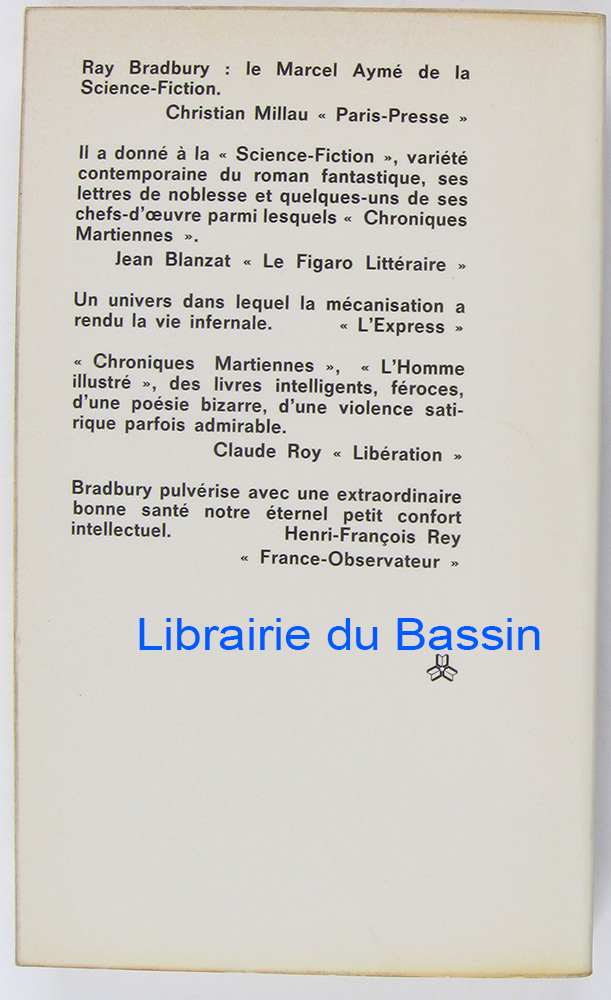 Ray Bradbury : le Marcel Aymé de la
Science-Fiction.
Christian Millau « Paris-Presse »
Il a donné à la « Science-Fiction », variété
contemporaine du roman fantastique, ses
lettres de noblesse et quelques-uns de ses
chefs-d'œuvre parmi lesquels « Chroniques
Martiennes ».
Jean Blanzat « Le Figaro Littéraire »
Un univers dans lequel la mécanisation a
rendu la vie infernale. « L'Express »
« Chroniques Martiennes », « L'Homme
illustré », des livres intelligents, féroces,
d'une poésie bizarre, d'une violence sati-
rique parfois admirable.
Claude Roy « Libération »
Bradbury pulvérise avec une extraordinaire
bonne santé notre éternel petit confort
intellectuel. Henri-François Rey
« France-Observateur »
Librairie du Bassin